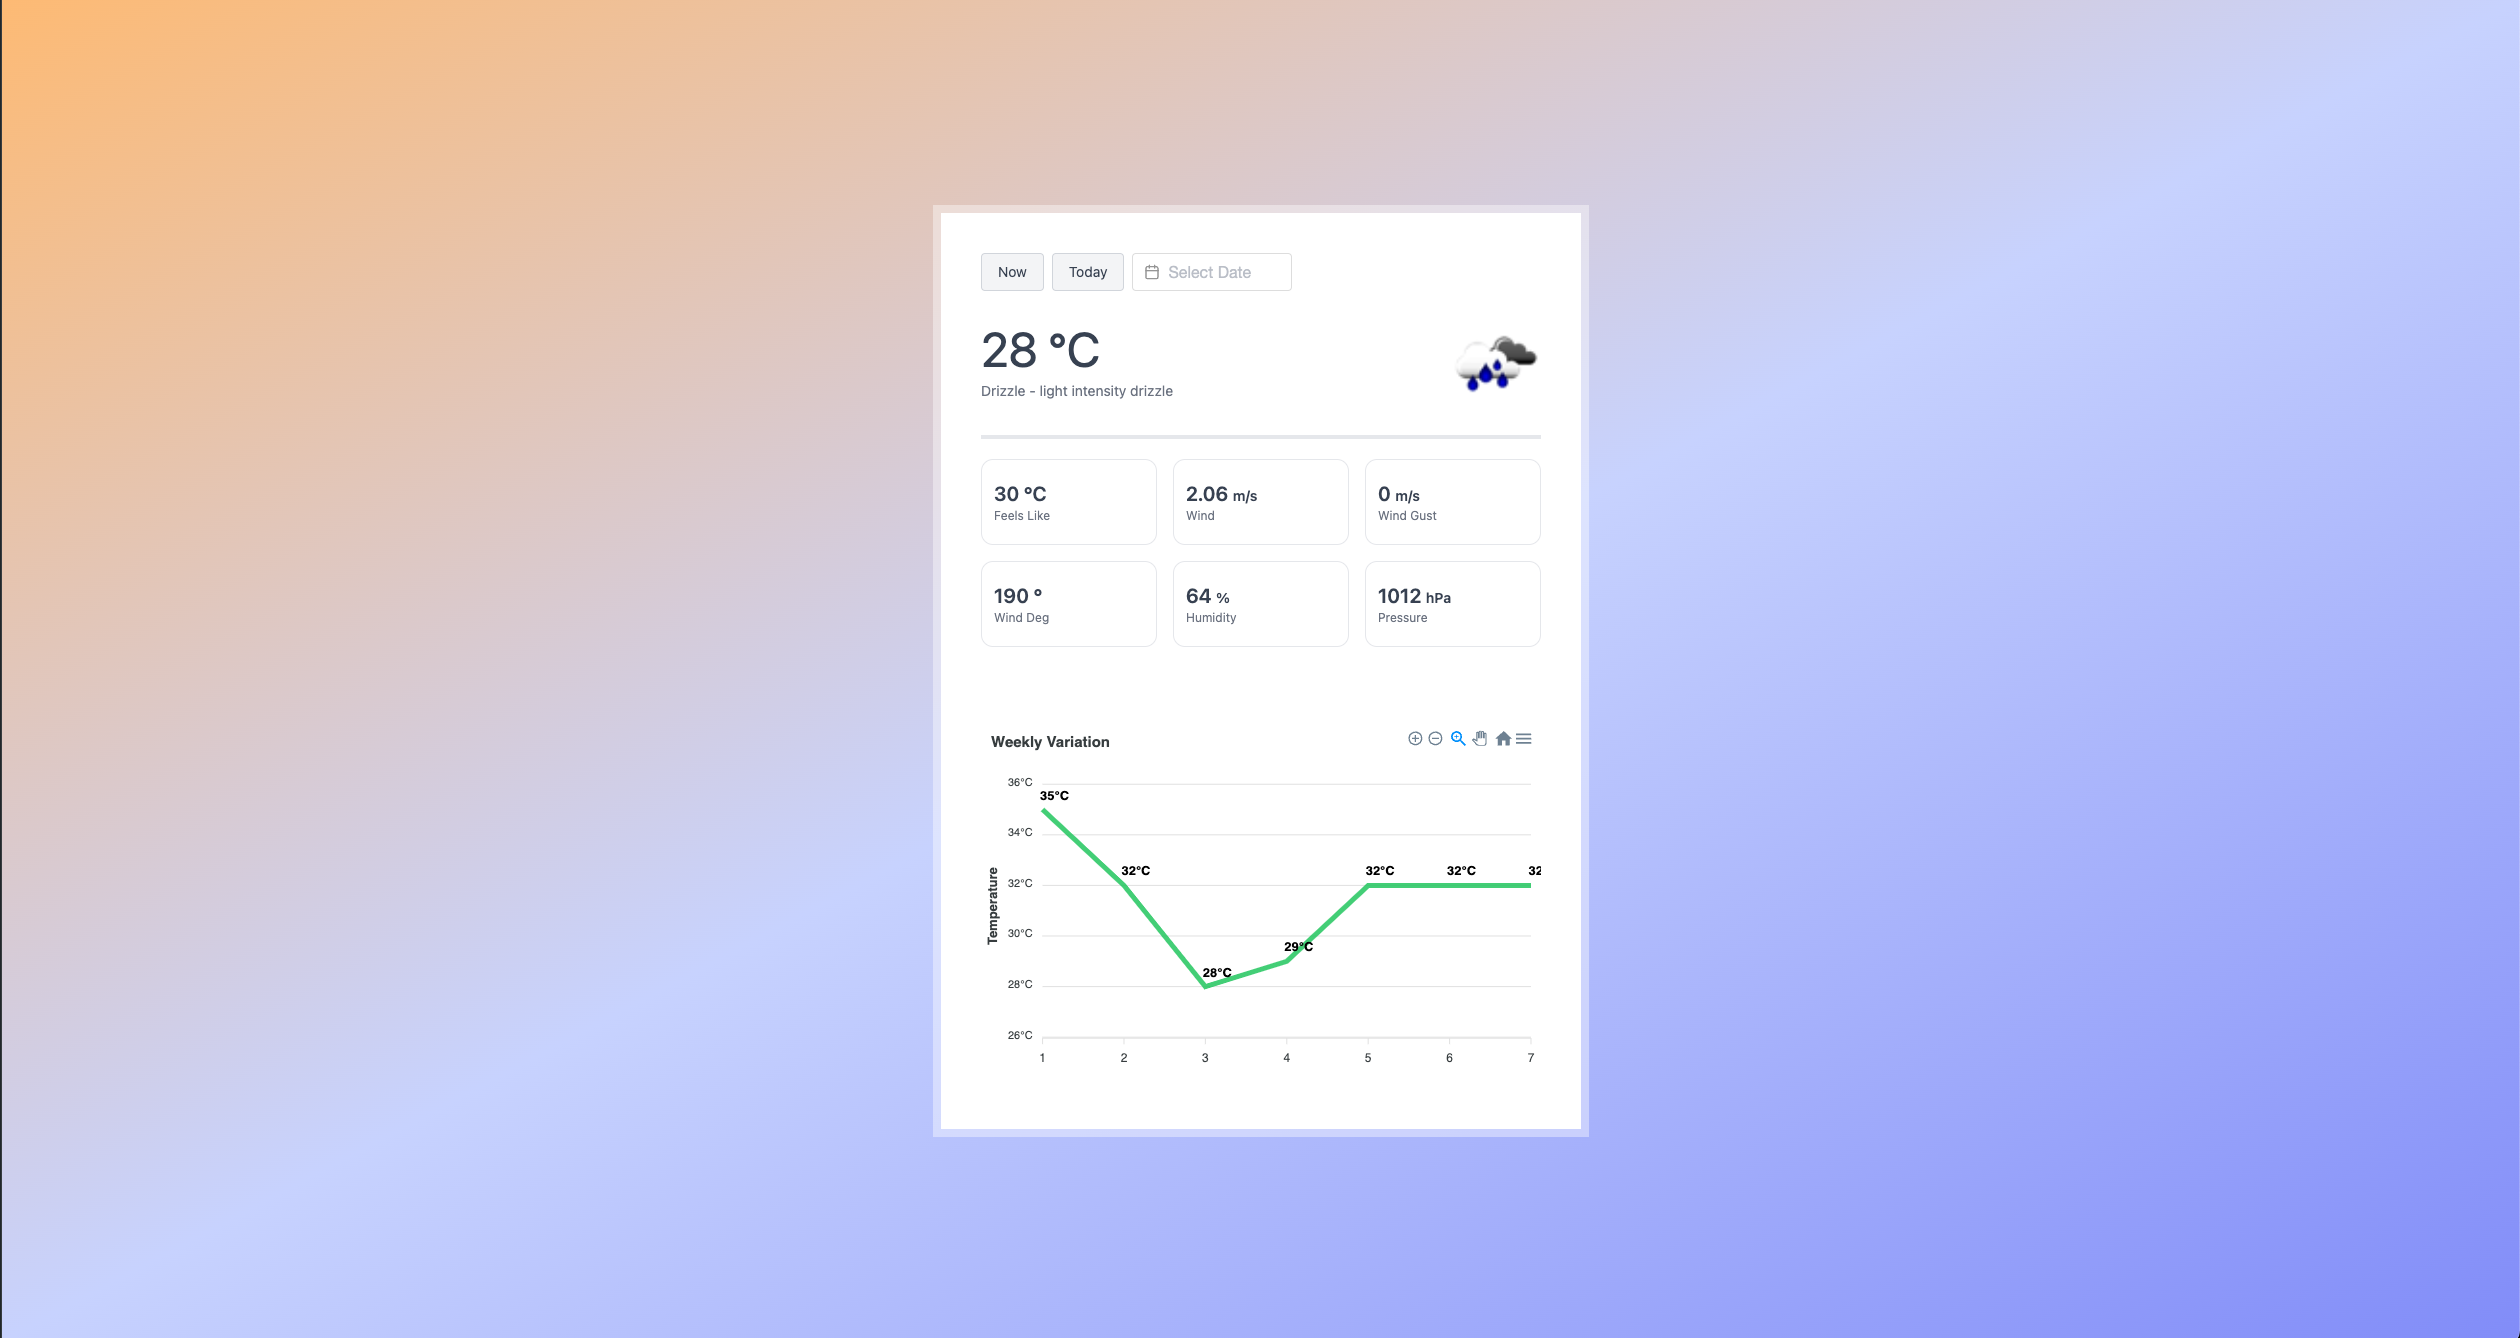 Now Today Select Date
28 °C
Drizzle - light intensity drizzle
30 °C
Feels Like
2.06 m/s
Wind
0 m/s
Wind Gust
190 °
Wind Deg
64 %
Humidity
1012 hPa
Pressure
Weekly Variation
Temperature
36°C
34°C
32°C
30°C
28°C
26°C
35°C
32°C
28°C
29°C
32°C
32°C
32
1 2 3 4 5 6 7